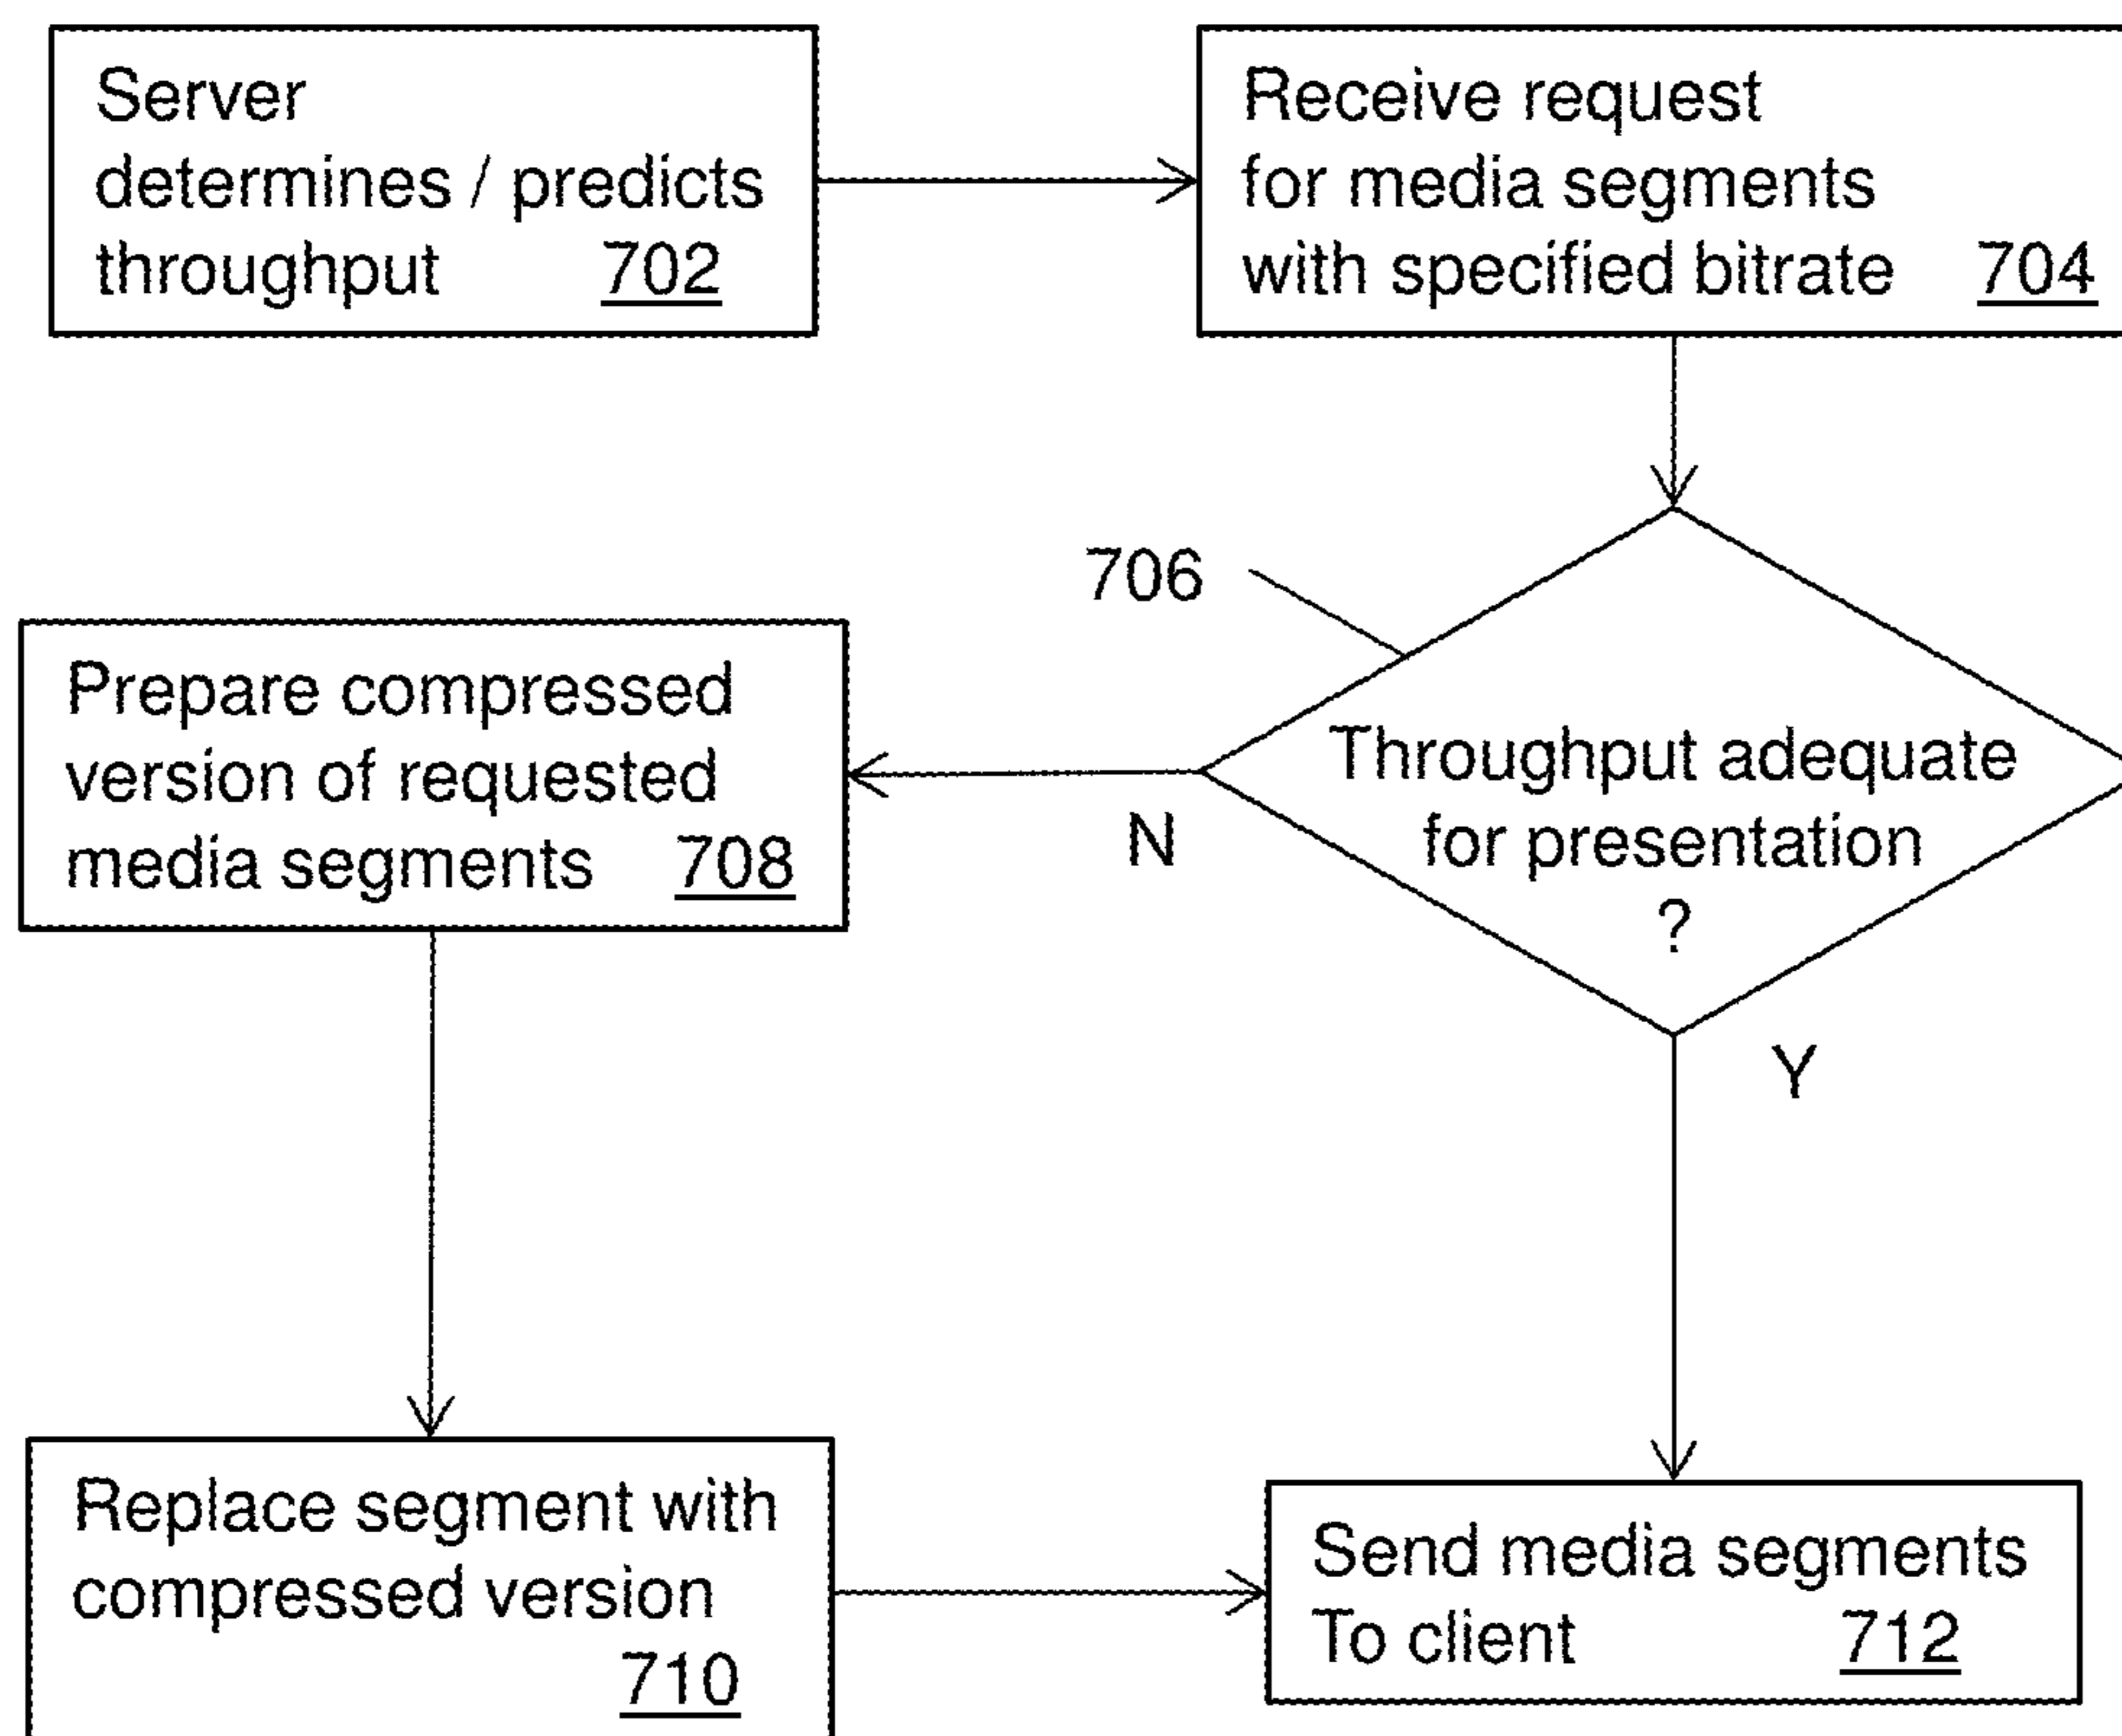 Server
determines / predicts
throughput 702
Receive request
for media segments
with specified bitrate 704
706
Throughput adequate
for presentation
?
N
Y
Prepare compressed
version of requested
media segments 708
Replace segment with
compressed version
710
Send media segments
To client 712